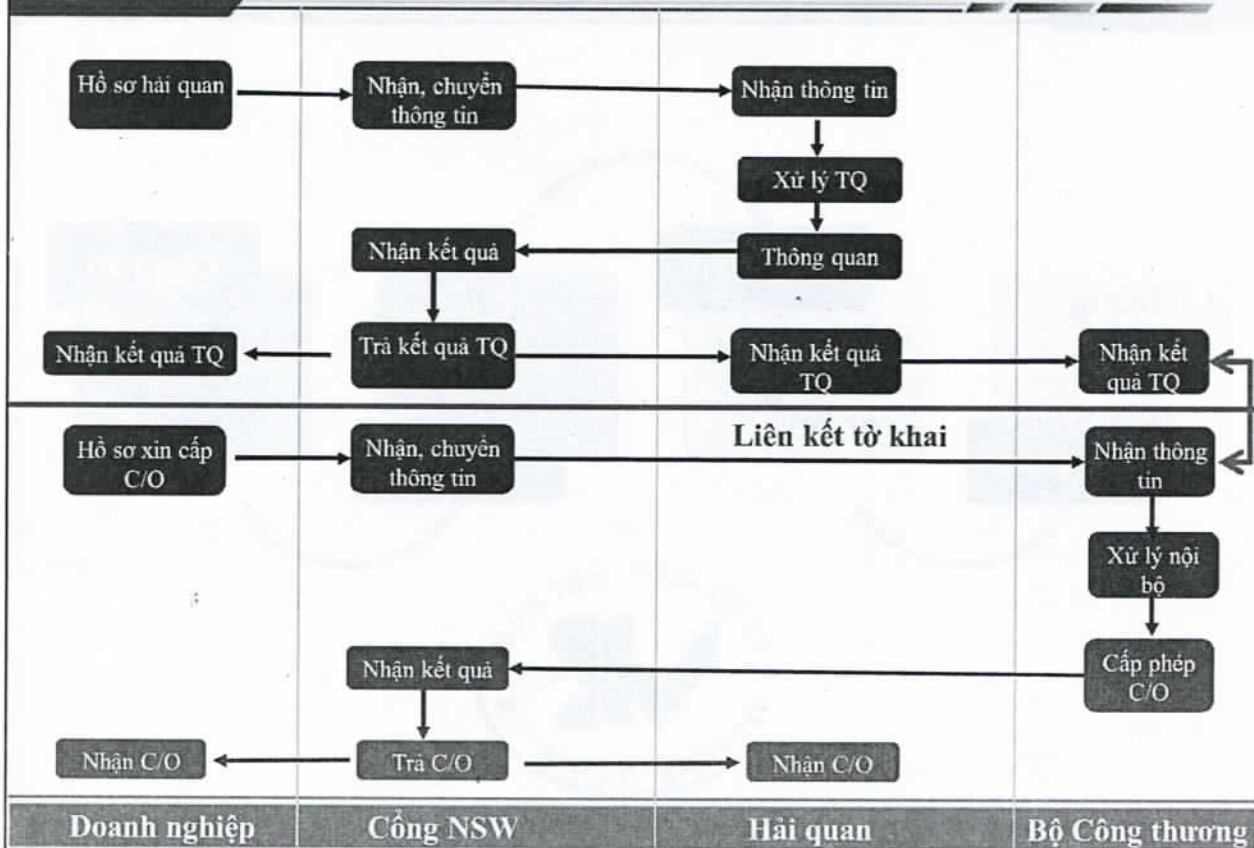 Hồ sơ hải quan
Nhận, chuyển
thông tin
Nhận thông tin
Xử lý TQ
Thông quan
Nhận kết quả
Nhận kết quả TQ
Trả kết quả TQ
Nhận kết quả
TQ
Nhận kết
quả TQ
Liên kết tờ khai
Hồ sơ xin cấp
C/O
Nhận, chuyển
thông tin
Nhận thông
tin
Xử lý nội
bộ
Cấp phép
C/O
Nhận kết quả
Nhận C/O
Trả C/O
Nhận C/O
Doanh nghiệp
Cổng NSW
Hải quan
Bộ Công thương